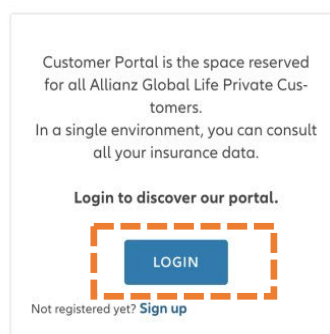 Customer Portal is the space reserved
for all Allianz Global Life Private Cus-
tomers.
In a single environment, you can consult
all your insurance data.
Login to discover our portal.
LOGIN
Not registered yet? Sign up